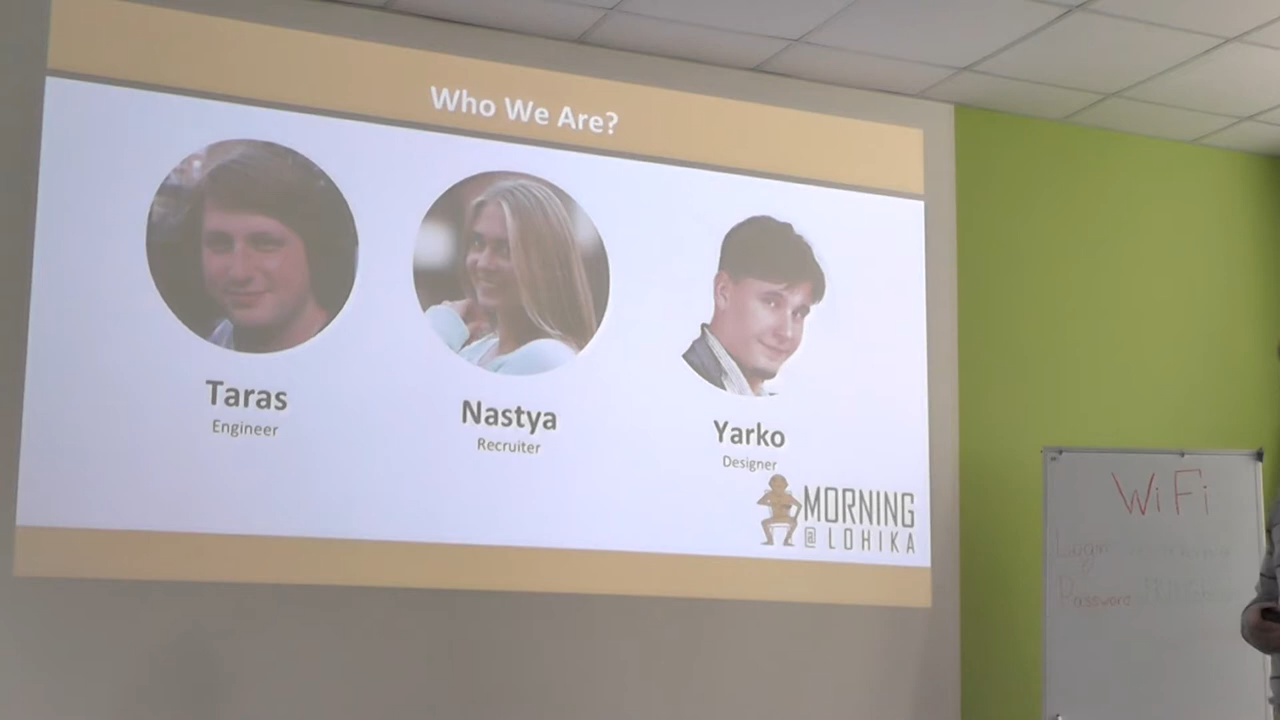 Who We Are?
Taras
Engineer
Nastya
Recruiter
Yarko
Designer
MORNING
@ LOHIKA
WiFi
Login
Password